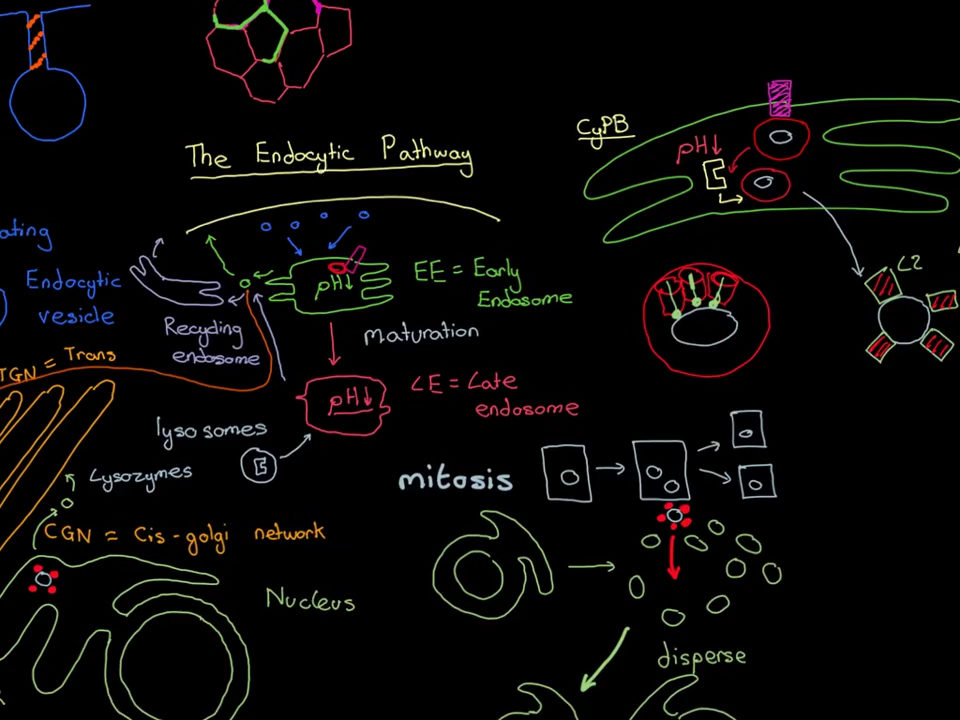 The Endocytic Pathway
CyPB
pH↓
ating
Endocytic
vesicle
pH↓
EE = Early
Endosome
L2
Recycling
endosome
maturation
TGN = Trans
pH↓
LE = Late
endosome
lysosomes
Lysozymes
mitosis
CGN = Cis-golgi network
Nucleus
disperse